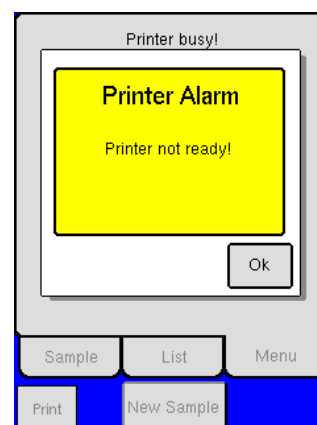 Printer busy!
Printer Alarm
Printer not ready!
Ok
Sample List Menu
Print New Sample